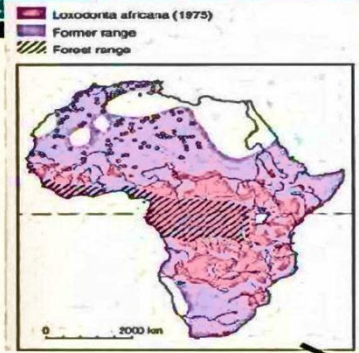 Loxodonta africana (1975)
Former range
Forest range
0 2000 km